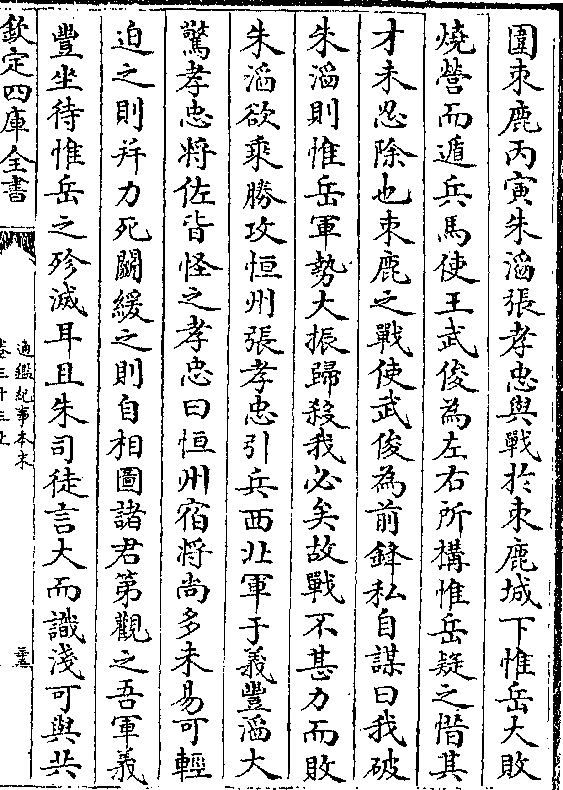 圍束鹿丙寅朱滔張孝忠與戰於束鹿城下惟岳大敗
燒營而遁兵馬使王武俊為左右所構惟岳疑之惜其
才未忍除也束鹿之戰使武俊為前鋒私自謀曰我破
朱滔則惟岳軍勢大振歸殺我必矣故戰不甚力而敗
朱滔欲乘勝攻恒州張孝忠引兵西北軍于義豐滔大
驚孝忠將佐皆怪之孝忠曰恒州宿將尚多未易可輕
迫之則并力死鬬緩之則自相圖諸君第觀之吾軍義
豐坐待惟岳之殄滅耳且朱司徒言大而識淺可與共
欽定四庫全書
通鑑紀事本末
卷三十三上